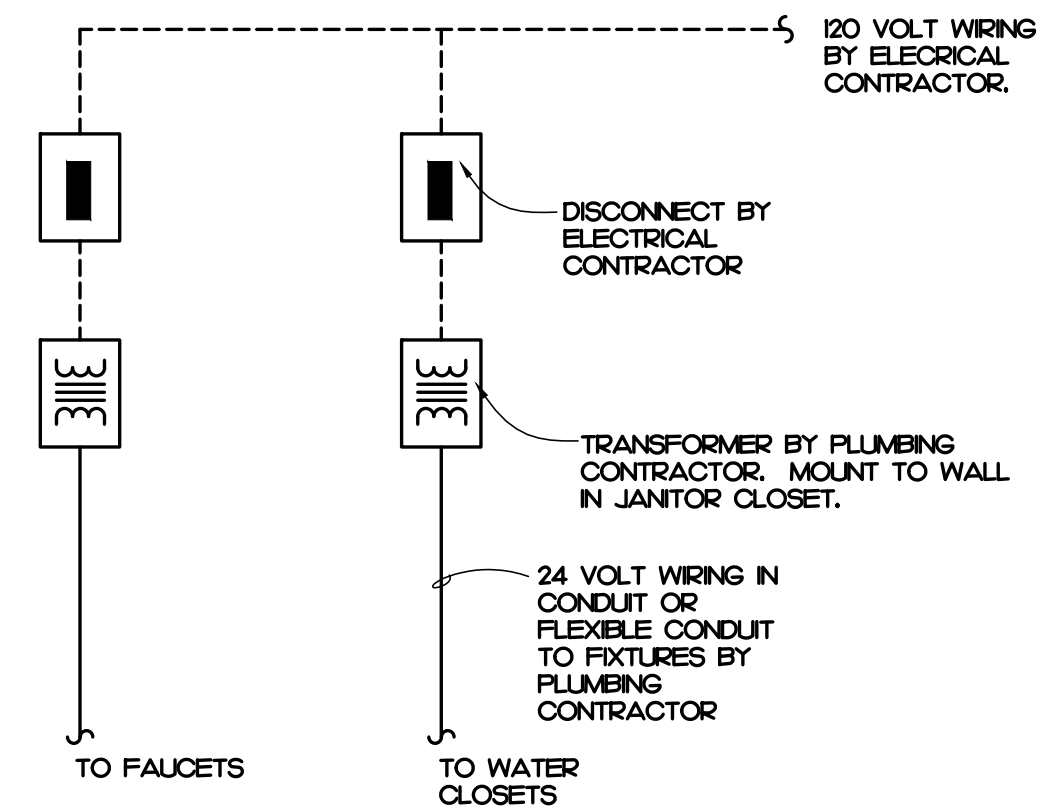 120 VOLT WIRING
BY ELECRICAL
CONTRACTOR.
DISCONNECT BY
ELECTRICAL
CONTRACTOR
TRANSFORMER BY PLUMBING
CONTRACTOR. MOUNT TO WALL
IN JANITOR CLOSET.
24 VOLT WIRING IN
CONDUIT OR
FLEXIBLE CONDUIT
TO FIXTURES BY
PLUMBING
CONTRACTOR
TO FAUCETS
TO WATER
CLOSETS